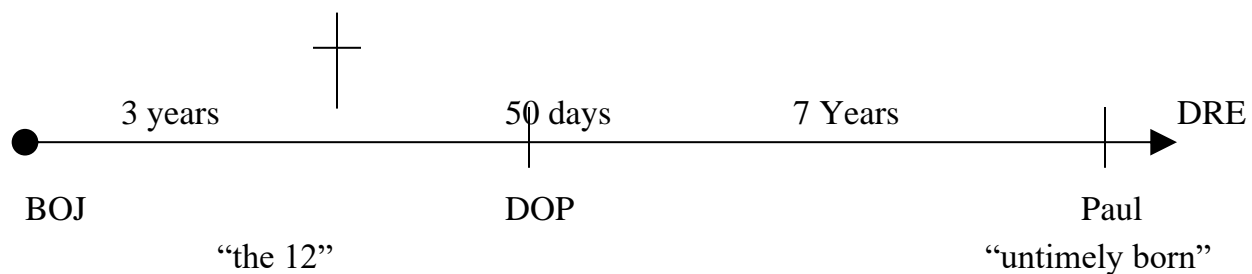 3 years 50 days 7 Years DRE
BOJ DOP Paul
“the 12” “untimely born”